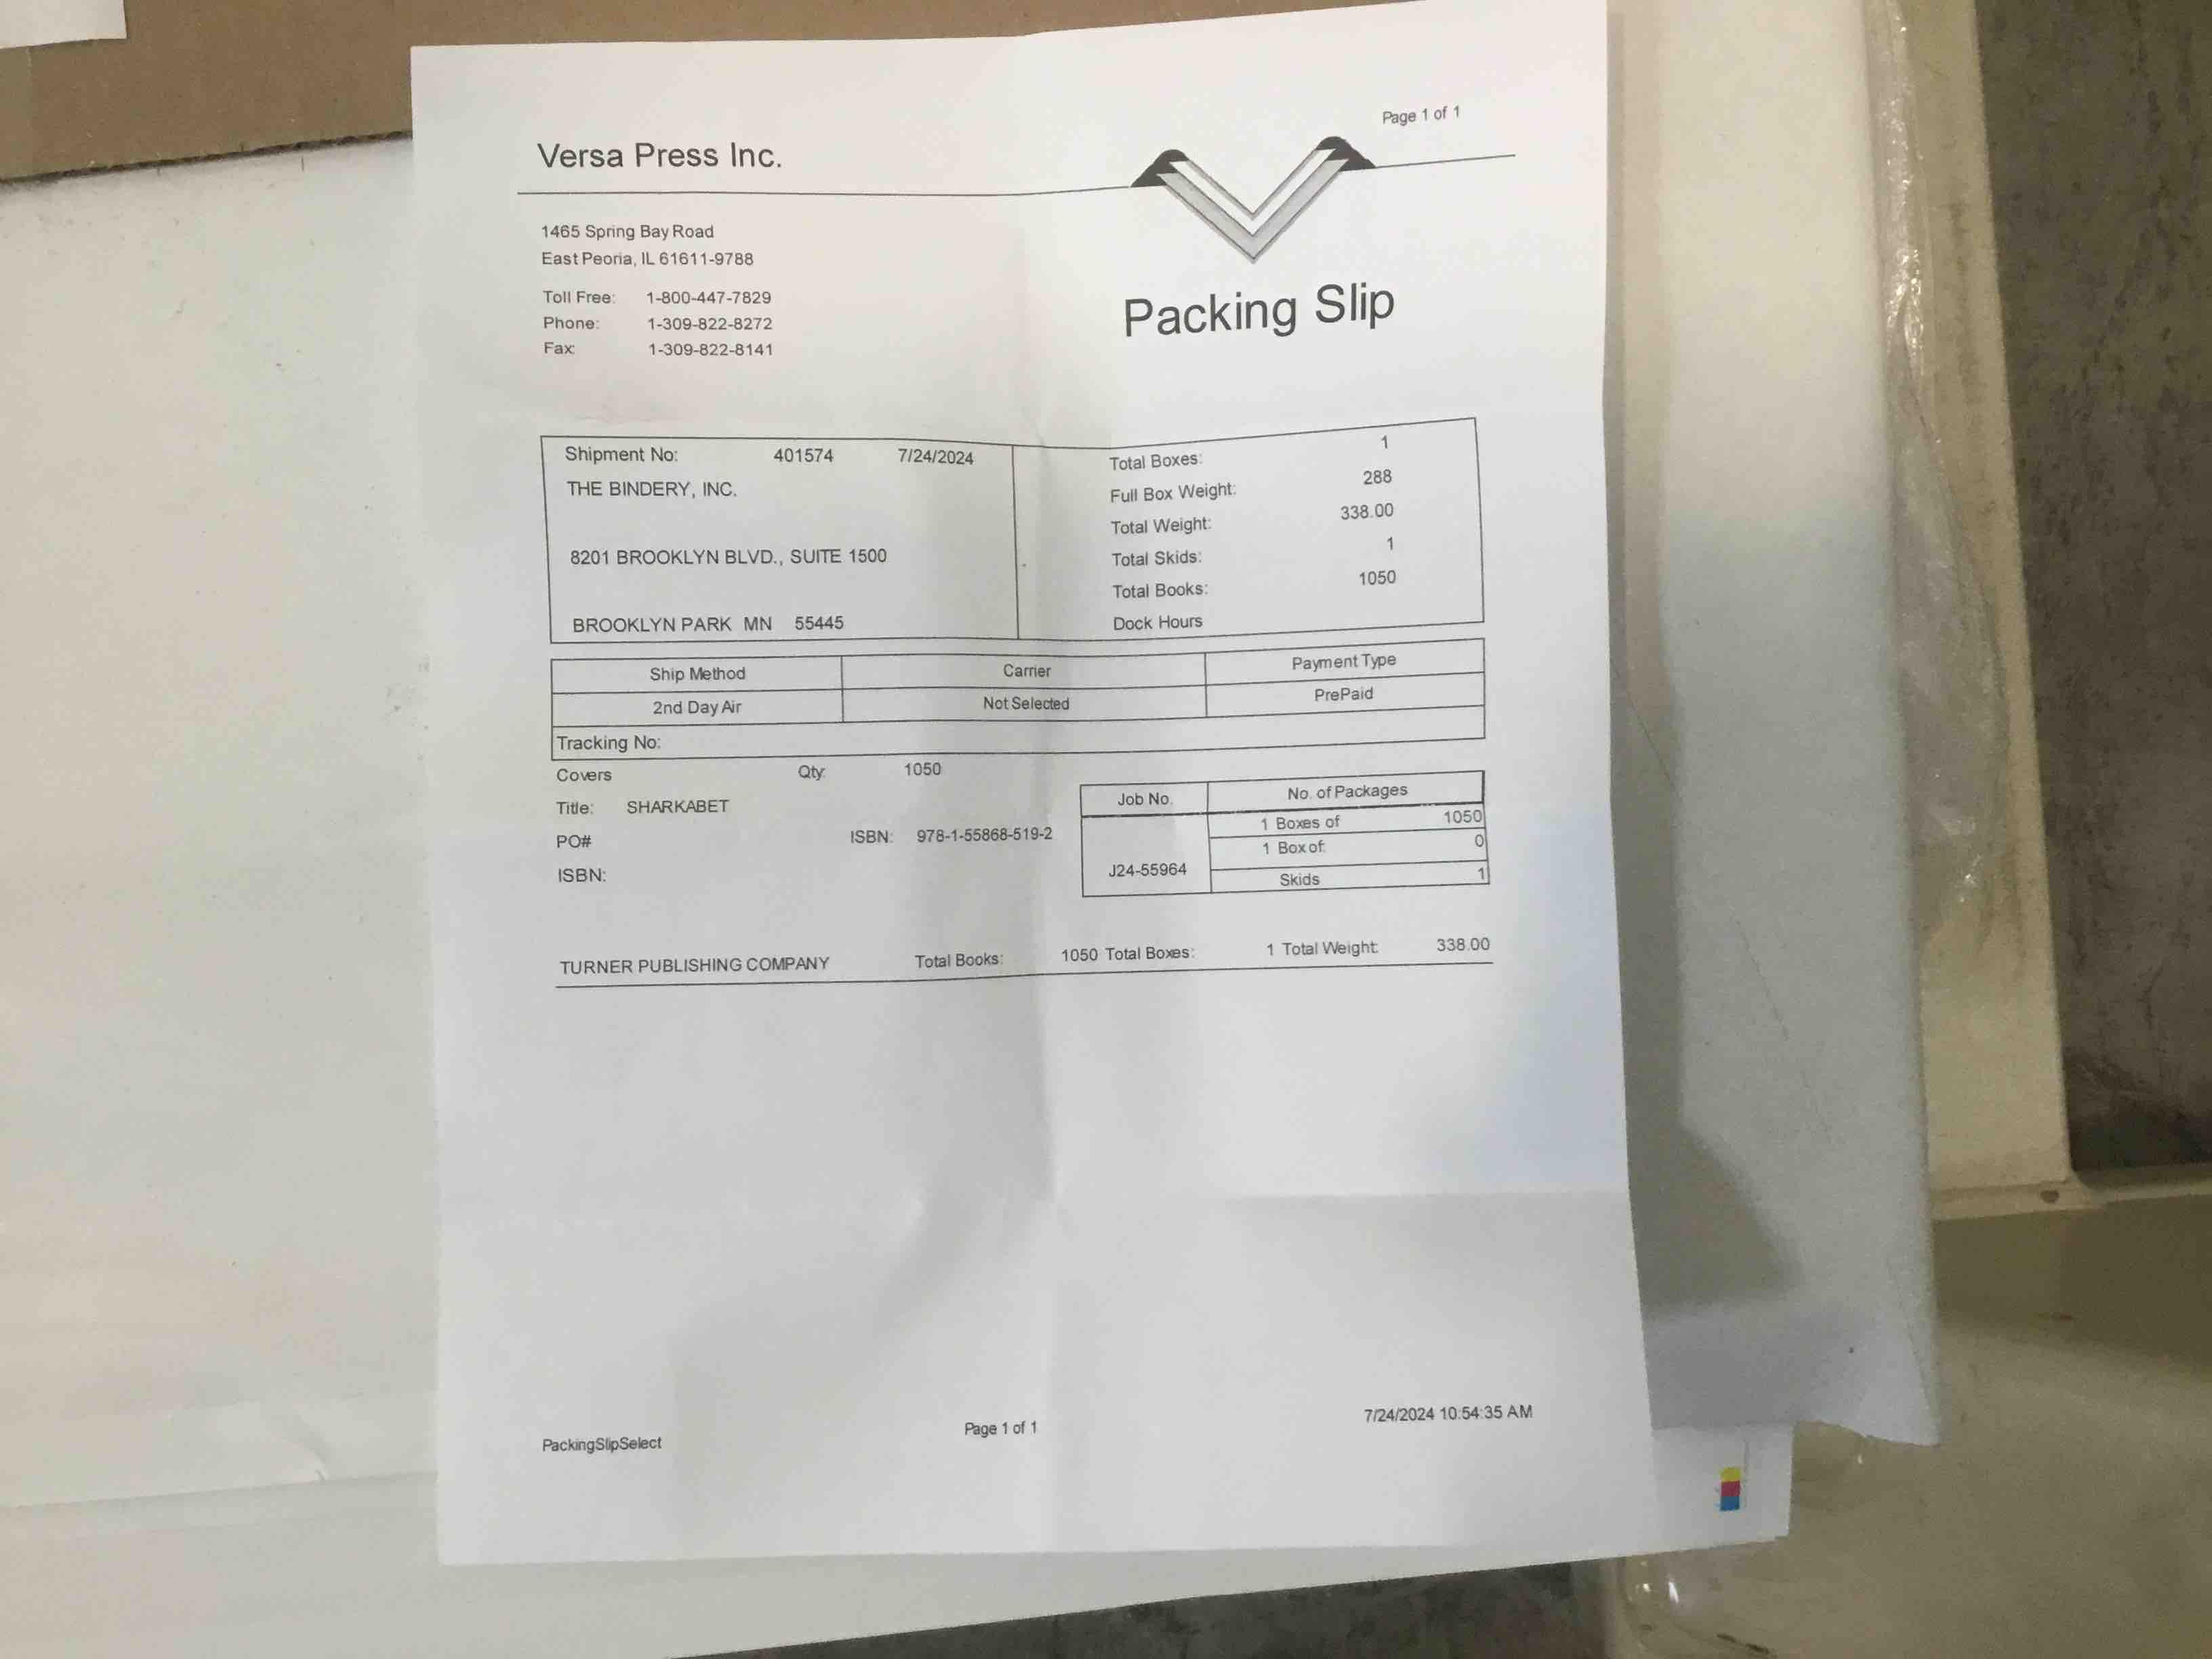 Page 1 of 1
Versa Press Inc.
1465 Spring Bay Road
East Peoria, IL 61611-9788
Toll Free: 1-800-447-7829
Phone: 1-309-822-8272
Fax: 1-309-822-8141
Packing Slip
Shipment No: 401574 7/24/2024
THE BINDERY, INC.
8201 BROOKLYN BLVD., SUITE 1500
BROOKLYN PARK MN 55445
Total Boxes: 1
Full Box Weight: 288
Total Weight: 338.00
Total Skids: 1
Total Books: 1050
Dock Hours
Ship Method Carrier Payment Type
2nd Day Air Not Selected PrePaid
Tracking No:
Covers Qty: 1050
Title: SHARKABET
PO# ISBN: 978-1-55868-519-2
ISBN:
Job No. No. of Packages
1 Boxes of 1050
1 Box of: 0
J24-55964
Skids 1
TURNER PUBLISHING COMPANY Total Books: 1050 Total Boxes: 1 Total Weight: 338.00
PackingSlipSelect Page 1 of 1 7/24/2024 10:54:35 AM